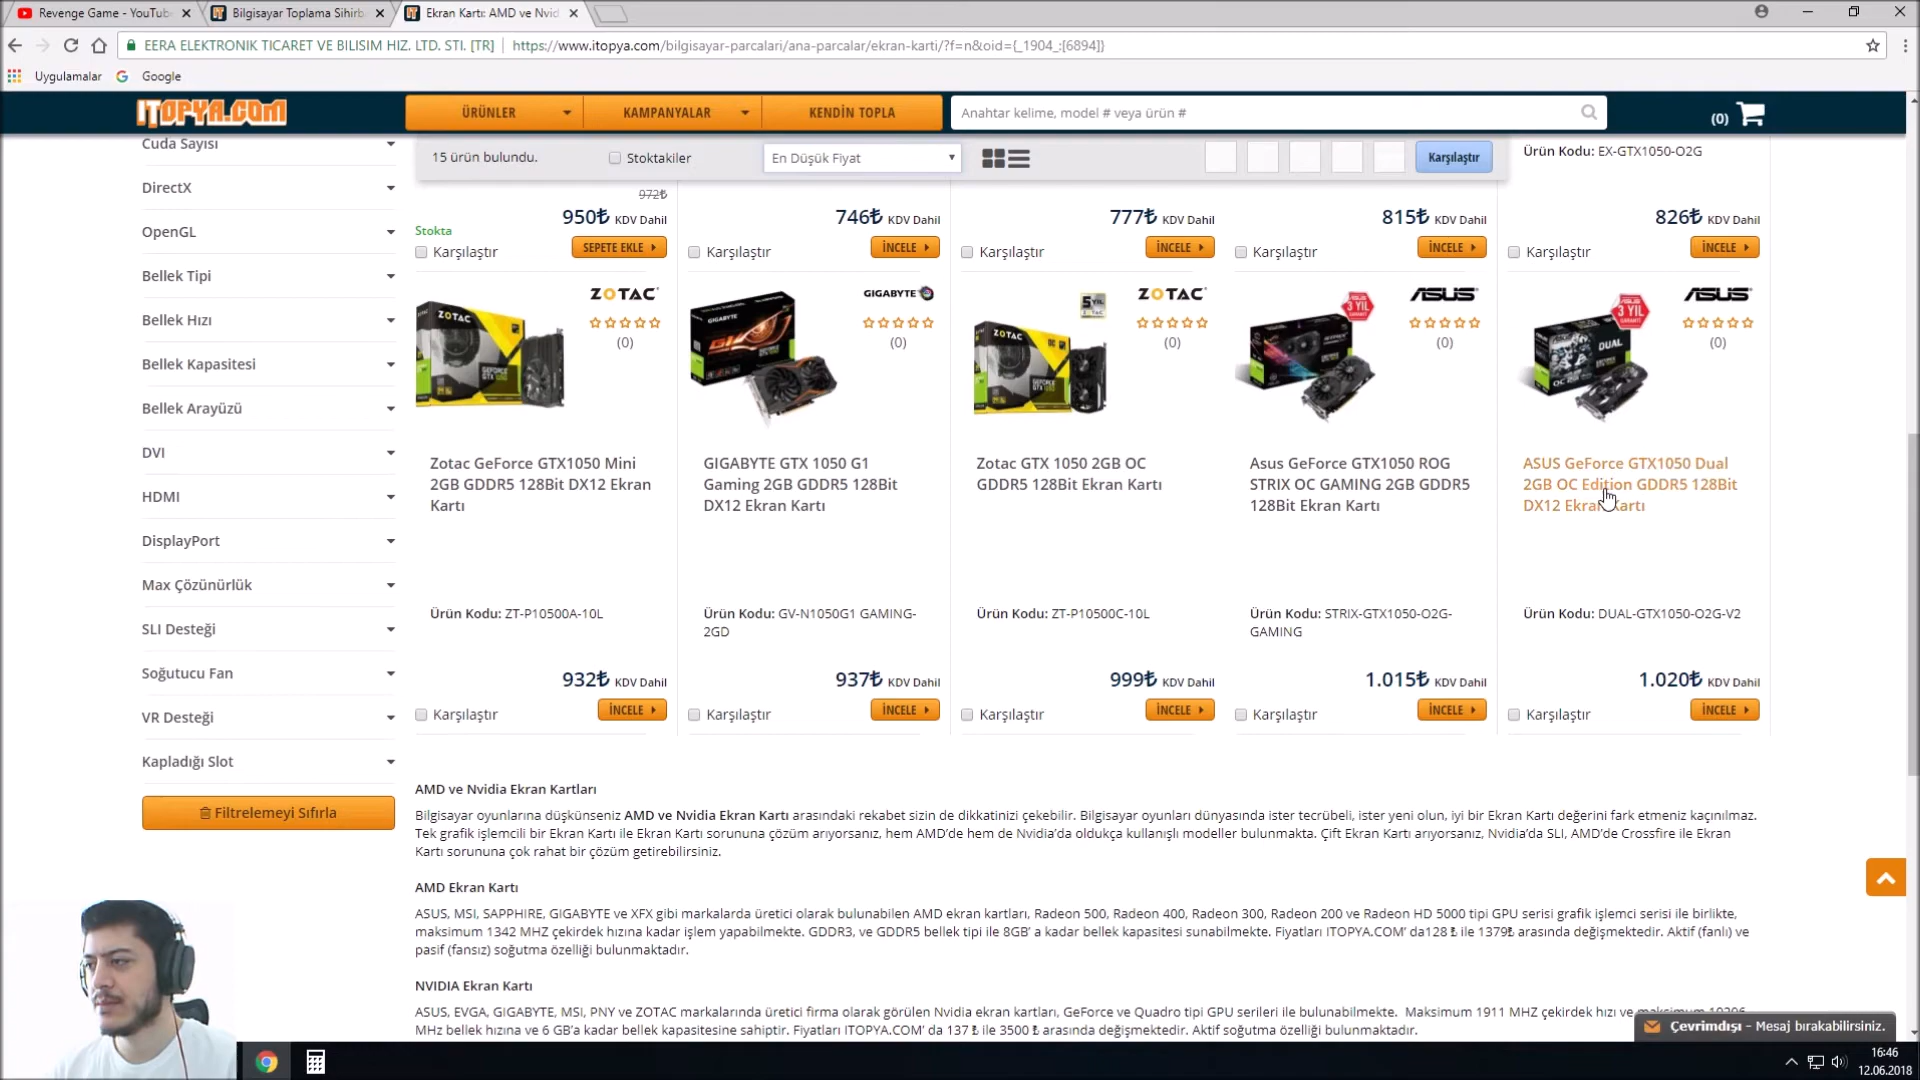 Revenge Game - YouTub
Bilgisayar Toplama Sihirb
Ekran Kartı: AMD ve Nvid
EERA ELEKTRONIK TICARET VE BILISIM HIZ. LTD. STI. [TR]
https://www.itopya.com/bilgisayar-parcalari/ana-parcalar/ekran-karti/?f=n&oid={_1904_:[6894]}
Uygulamalar
Google
ITOPYA.COM
ÜRÜNLER
KAMPANYALAR
KENDİN TOPLA
Anahtar kelime, model # veya ürün #
(0)
Cuda Sayısı
DirectX
OpenGL
Bellek Tipi
Bellek Hızı
Bellek Kapasitesi
Bellek Arayüzü
DVI
HDMI
DisplayPort
Max Çözünürlük
SLI Desteği
Soğutucu Fan
VR Desteği
Kapladığı Slot
Filtrelemeyi Sıfırla
15 ürün bulundu.
Stoktakiler
En Düşük Fiyat
Karşılaştır
Ürün Kodu: EX-GTX1050-O2G
972₺
950₺ KDV Dahil
746₺ KDV Dahil
777₺ KDV Dahil
815₺ KDV Dahil
826₺ KDV Dahil
Stokta
Karşılaştır
SEPETE EKLE
Karşılaştır
İNCELE
Karşılaştır
İNCELE
Karşılaştır
İNCELE
Karşılaştır
İNCELE
ZOTAC
(0)
ZOTAC
Zotac GeForce GTX1050 Mini
2GB GDDR5 128Bit DX12 Ekran
Kartı
Ürün Kodu: ZT-P10500A-10L
932₺ KDV Dahil
Karşılaştır
İNCELE
GIGABYTE
(0)
GIGABYTE GTX 1050 G1
Gaming 2GB GDDR5 128Bit
DX12 Ekran Kartı
Ürün Kodu: GV-N1050G1 GAMING-
2GD
937₺ KDV Dahil
Karşılaştır
İNCELE
5 YIL
ZOTAC
(0)
ZOTAC
Zotac GTX 1050 2GB OC
GDDR5 128Bit Ekran Kartı
Ürün Kodu: ZT-P10500C-10L
999₺ KDV Dahil
Karşılaştır
İNCELE
3 YIL
ASUS
(0)
Asus GeForce GTX1050 ROG
STRIX OC GAMING 2GB GDDR5
128Bit Ekran Kartı
Ürün Kodu: STRIX-GTX1050-O2G-
GAMING
1.015₺ KDV Dahil
Karşılaştır
İNCELE
3 YIL
ASUS
(0)
DUAL
ASUS GeForce GTX1050 Dual
2GB OC Edition GDDR5 128Bit
DX12 Ekran Kartı
Ürün Kodu: DUAL-GTX1050-O2G-V2
1.020₺ KDV Dahil
Karşılaştır
İNCELE
AMD ve Nvidia Ekran Kartları
Bilgisayar oyunlarına düşkünseniz AMD ve Nvidia Ekran Kartı arasındaki rekabet sizin de dikkatinizi çekebilir. Bilgisayar oyunları dünyasında ister tecrübeli, ister yeni olun, iyi bir Ekran Kartı değerini fark etmeniz kaçınılmaz.
Tek grafik işlemcili bir Ekran Kartı ile Ekran Kartı sorununa çözüm arıyorsanız, hem AMD'de hem de Nvidia'da oldukça kullanışlı modeller bulunmakta. Çift Ekran Kartı arıyorsanız, Nvidia'da SLI, AMD'de Crossfire ile Ekran
Kartı sorununa çok rahat bir çözüm getirebilirsiniz.
AMD Ekran Kartı
ASUS, MSI, SAPPHIRE, GIGABYTE ve XFX gibi markalarda üretici olarak bulunabilen AMD ekran kartları, Radeon 500, Radeon 400, Radeon 300, Radeon 200 ve Radeon HD 5000 tipi GPU serisi grafik işlemci serisi ile birlikte,
maksimum 1342 MHZ çekirdek hızına kadar işlem yapabilmekte. GDDR3, ve GDDR5 bellek tipi ile 8GB' a kadar bellek kapasitesi sunabilmekte. Fiyatları ITOPYA.COM' da128 ₺ ile 1379₺ arasında değişmektedir. Aktif (fanlı) ve
pasif (fansız) soğutma özelliği bulunmaktadır.
NVIDIA Ekran Kartı
ASUS, EVGA, GIGABYTE, MSI, PNY ve ZOTAC markalarında üretici firma olarak görülen Nvidia ekran kartları, GeForce ve Quadro tipi GPU serileri ile bulunabilmekte. Maksimum 1911 MHZ çekirdek hızı ve maksimum 10206
MHz bellek hızına ve 6 GB'a kadar bellek kapasitesine sahiptir. Fiyatları ITOPYA.COM' da 137 ₺ ile 3500 ₺ arasında değişmektedir. Aktif soğutma özelliği bulunmaktadır.
Çevrimdışı - Mesaj bırakabilirsiniz.
16:46
12.06.2018